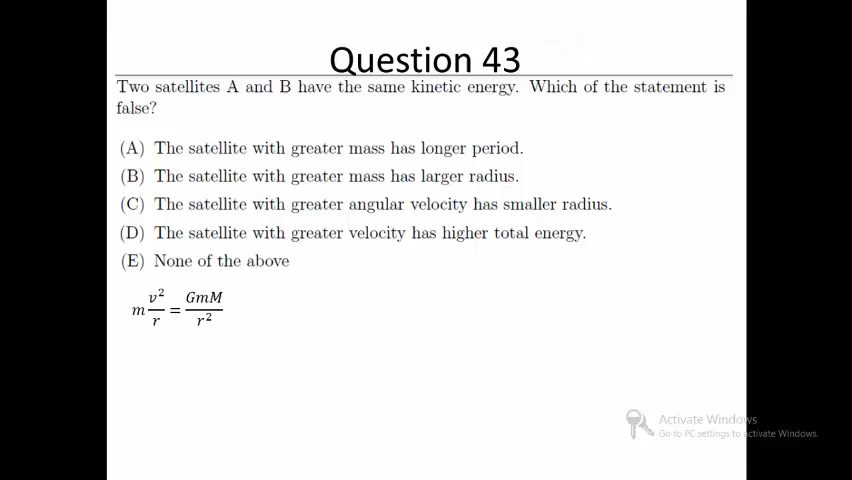 Question 43
Two satellites A and B have the same kinetic energy. Which of the statement is
false?
(A) The satellite with greater mass has longer period.
(B) The satellite with greater mass has larger radius.
(C) The satellite with greater angular velocity has smaller radius.
(D) The satellite with greater velocity has higher total energy.
(E) None of the above
m v²/r = GmM/r²
Activate Windows
Go to PC settings to activate Windows.